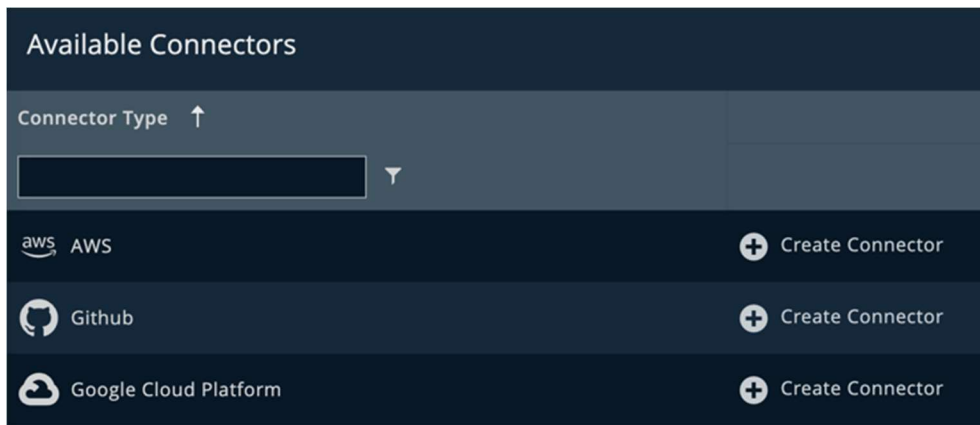 Available Connectors
Connector Type ↑
aws AWS
Create Connector
Github
Create Connector
Google Cloud Platform
Create Connector